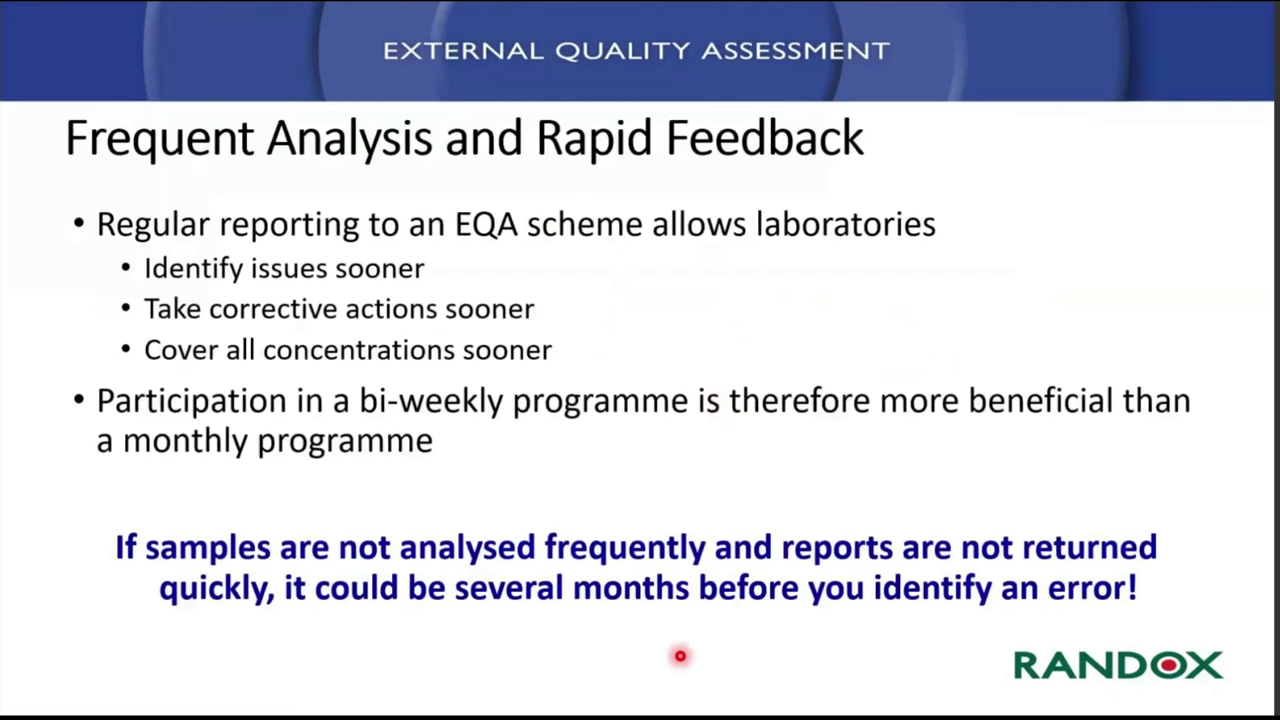 EXTERNAL QUALITY ASSESSMENT
Frequent Analysis and Rapid Feedback
• Regular reporting to an EQA scheme allows laboratories
• Identify issues sooner
• Take corrective actions sooner
• Cover all concentrations sooner
• Participation in a bi-weekly programme is therefore more beneficial than
a monthly programme
If samples are not analysed frequently and reports are not returned
quickly, it could be several months before you identify an error!
RANDOX